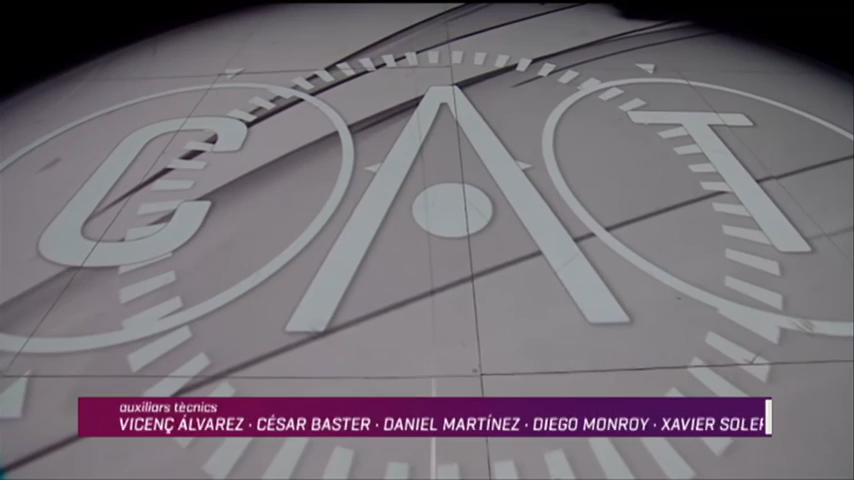 CAT
auxiliars tècnics
VICENÇ ÁLVAREZ · CÉSAR BASTER · DANIEL MARTÍNEZ · DIEGO MONROY · XAVIER